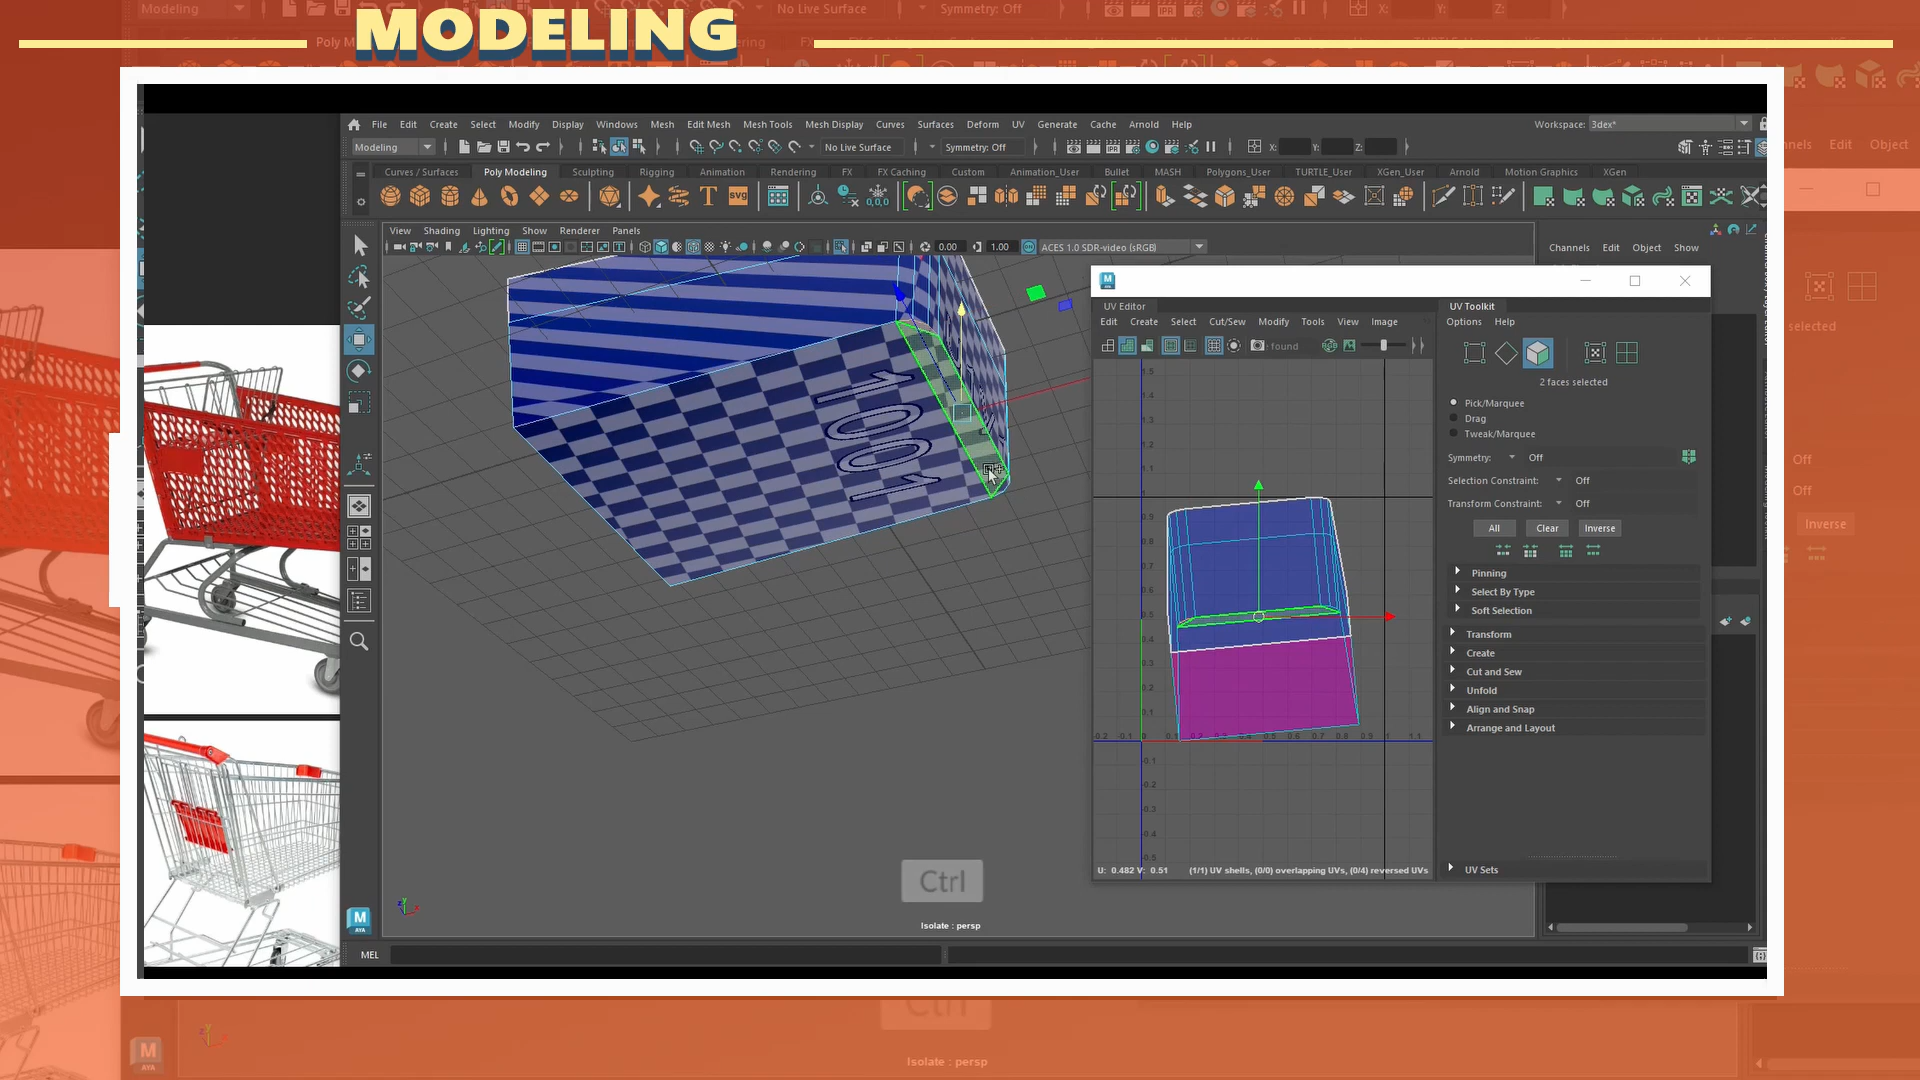 MODELING
File Edit Create Select Modify Display Windows Mesh Edit Mesh Mesh Tools Mesh Display Curves Surfaces Deform UV Generate Cache Arnold Help
Workspace: 3dex*
Modeling No Live Surface Symmetry: Off X: Y: Z:
Curves / Surfaces Poly Modeling Sculpting Rigging Animation Rendering FX FX Caching Custom Animation_User Bullet MASH Polygons_User TURTLE_User XGen_User Arnold Motion Graphics XGen
View Shading Lighting Show Renderer Panels
0.00 1.00 ACES 1.0 SDR-video (sRGB)
Channels Edit Object Show
1001
UV Editor
Edit Create Select Cut/Sew Modify Tools View Image
found
UV Toolkit
Options Help
2 faces selected
Pick/Marquee
Drag
Tweak/Marquee
Symmetry: Off
Selection Constraint: Off
Transform Constraint: Off
All Clear Inverse
Pinning
Select By Type
Soft Selection
Transform
Create
Cut and Sew
Unfold
Align and Snap
Arrange and Layout
UV Sets
U: 0.482 V: 0.51 (1/1) UV shells, (0/0) overlapping UVs, (0/4) reversed UVs
Ctrl
Isolate : persp
MEL
Ctrl
Isolate : persp